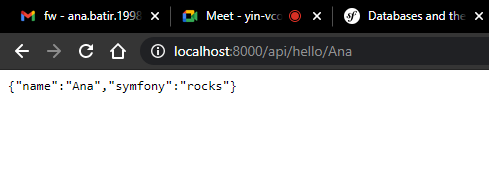 fw - ana.batir.1998
Meet - yin-vcc
Databases and the
localhost:8000/api/hello/Ana
{"name":"Ana","symfony":"rocks"}